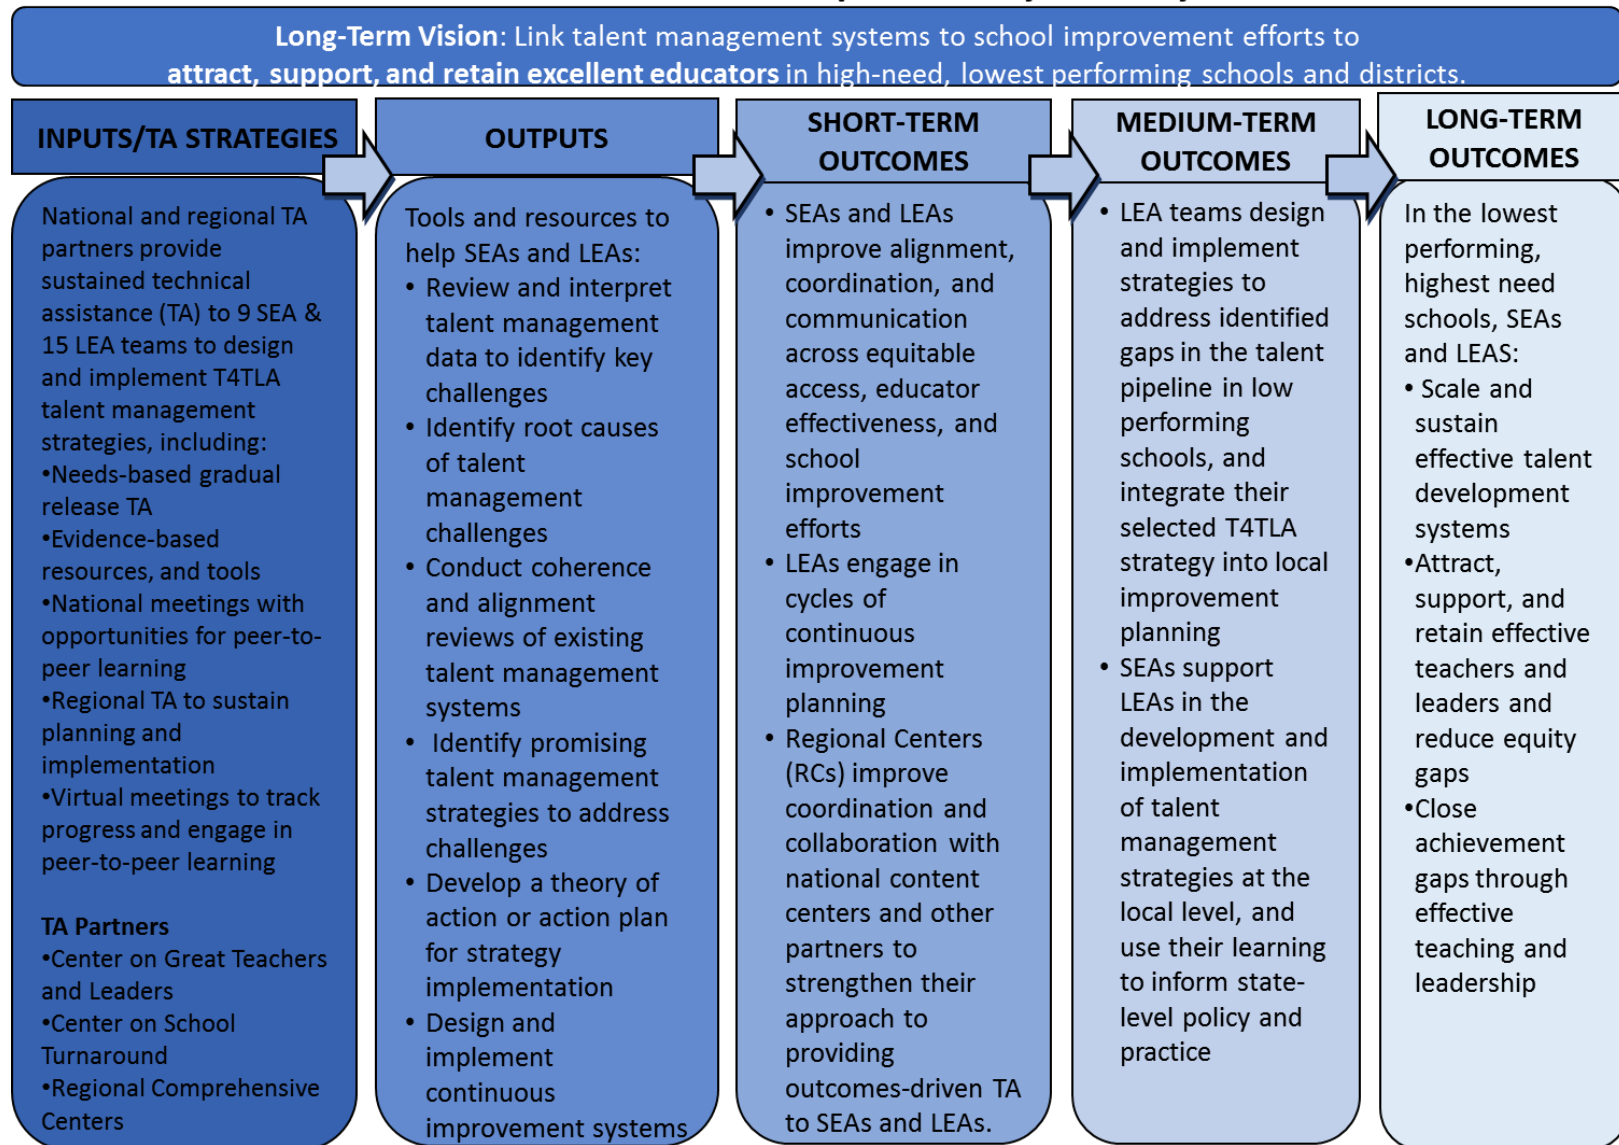 Long-Term Vision: Link talent management systems to school improvement efforts to
attract, support, and retain excellent educators in high-need, lowest performing schools and districts.
INPUTS/TA STRATEGIES
National and regional TA
partners provide
sustained technical
assistance (TA) to 9 SEA &
15 LEA teams to design
and implement T4TLA
talent management
strategies, including:
•Needs-based gradual
release TA
•Evidence-based
resources, and tools
•National meetings with
opportunities for peer-to-
peer learning
•Regional TA to sustain
planning and
implementation
•Virtual meetings to track
progress and engage in
peer-to-peer learning
TA Partners
•Center on Great Teachers
and Leaders
•Center on School
Turnaround
•Regional Comprehensive
Centers
OUTPUTS
Tools and resources to
help SEAs and LEAs:
• Review and interpret
talent management
data to identify key
challenges
• Identify root causes
of talent
management
challenges
• Conduct coherence
and alignment
reviews of existing
talent management
systems
• Identify promising
talent management
strategies to address
challenges
• Develop a theory of
action or action plan
for strategy
implementation
• Design and
implement
continuous
improvement systems
SHORT-TERM
OUTCOMES
• SEAs and LEAs
improve alignment,
coordination, and
communication
across equitable
access, educator
effectiveness, and
school
improvement
efforts
• LEAs engage in
cycles of
continuous
improvement
planning
• Regional Centers
(RCs) improve
coordination and
collaboration with
national content
centers and other
partners to
strengthen their
approach to
providing
outcomes-driven TA
to SEAs and LEAs.
MEDIUM-TERM
OUTCOMES
• LEA teams design
and implement
strategies to
address identified
gaps in the talent
pipeline in low
performing
schools, and
integrate their
selected T4TLA
strategy into local
improvement
planning
• SEAs support
LEAs in the
development and
implementation
of talent
management
strategies at the
local level, and
use their learning
to inform state-
level policy and
practice
LONG-TERM
OUTCOMES
In the lowest
performing,
highest need
schools, SEAs
and LEAS:
• Scale and
sustain
effective talent
development
systems
•Attract,
support, and
retain effective
teachers and
leaders and
reduce equity
gaps
•Close
achievement
gaps through
effective
teaching and
leadership